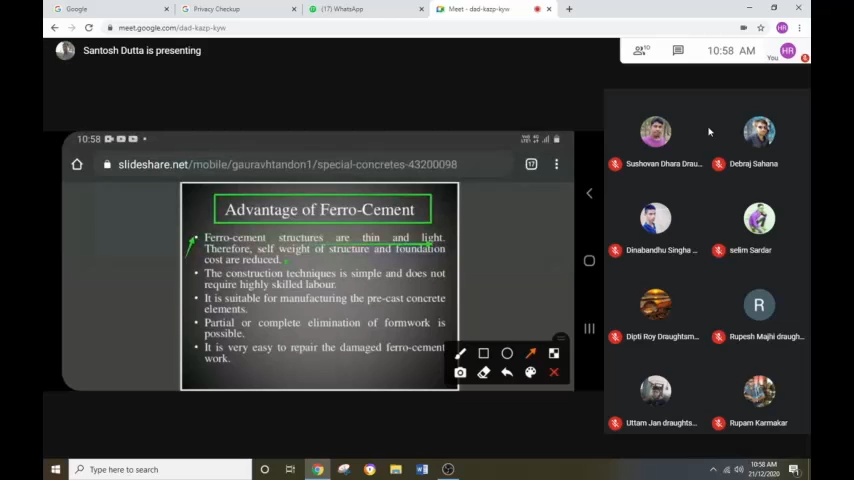 Google
Privacy Checkup
(17) WhatsApp
Meet - dad-kazp-kyw
meet.google.com/dad-kazp-kyw
HR
Santosh Dutta is presenting
10
10:58 AM
HR
You
10:58
slideshare.net/mobile/gauravhtandon1/special-concretes-43200098
17
Advantage of Ferro-Cement
• Ferro-cement structures are thin and light.
Therefore, self weight of structure and foundation
cost are reduced.
• The construction techniques is simple and does not
require highly skilled labour.
• It is suitable for manufacturing the pre-cast concrete
elements.
• Partial or complete elimination of formwork is
possible.
• It is very easy to repair the damaged ferro-cement
work.
Sushovan Dhara Drau...
Debraj Sahana
Dinabandhu Singha ...
selim Sardar
R
Dipti Roy Draughtsm...
Rupesh Majhi draugh...
Uttam Jan draughts...
Rupam Karmakar
Type here to search
10:58 AM
21/12/2020